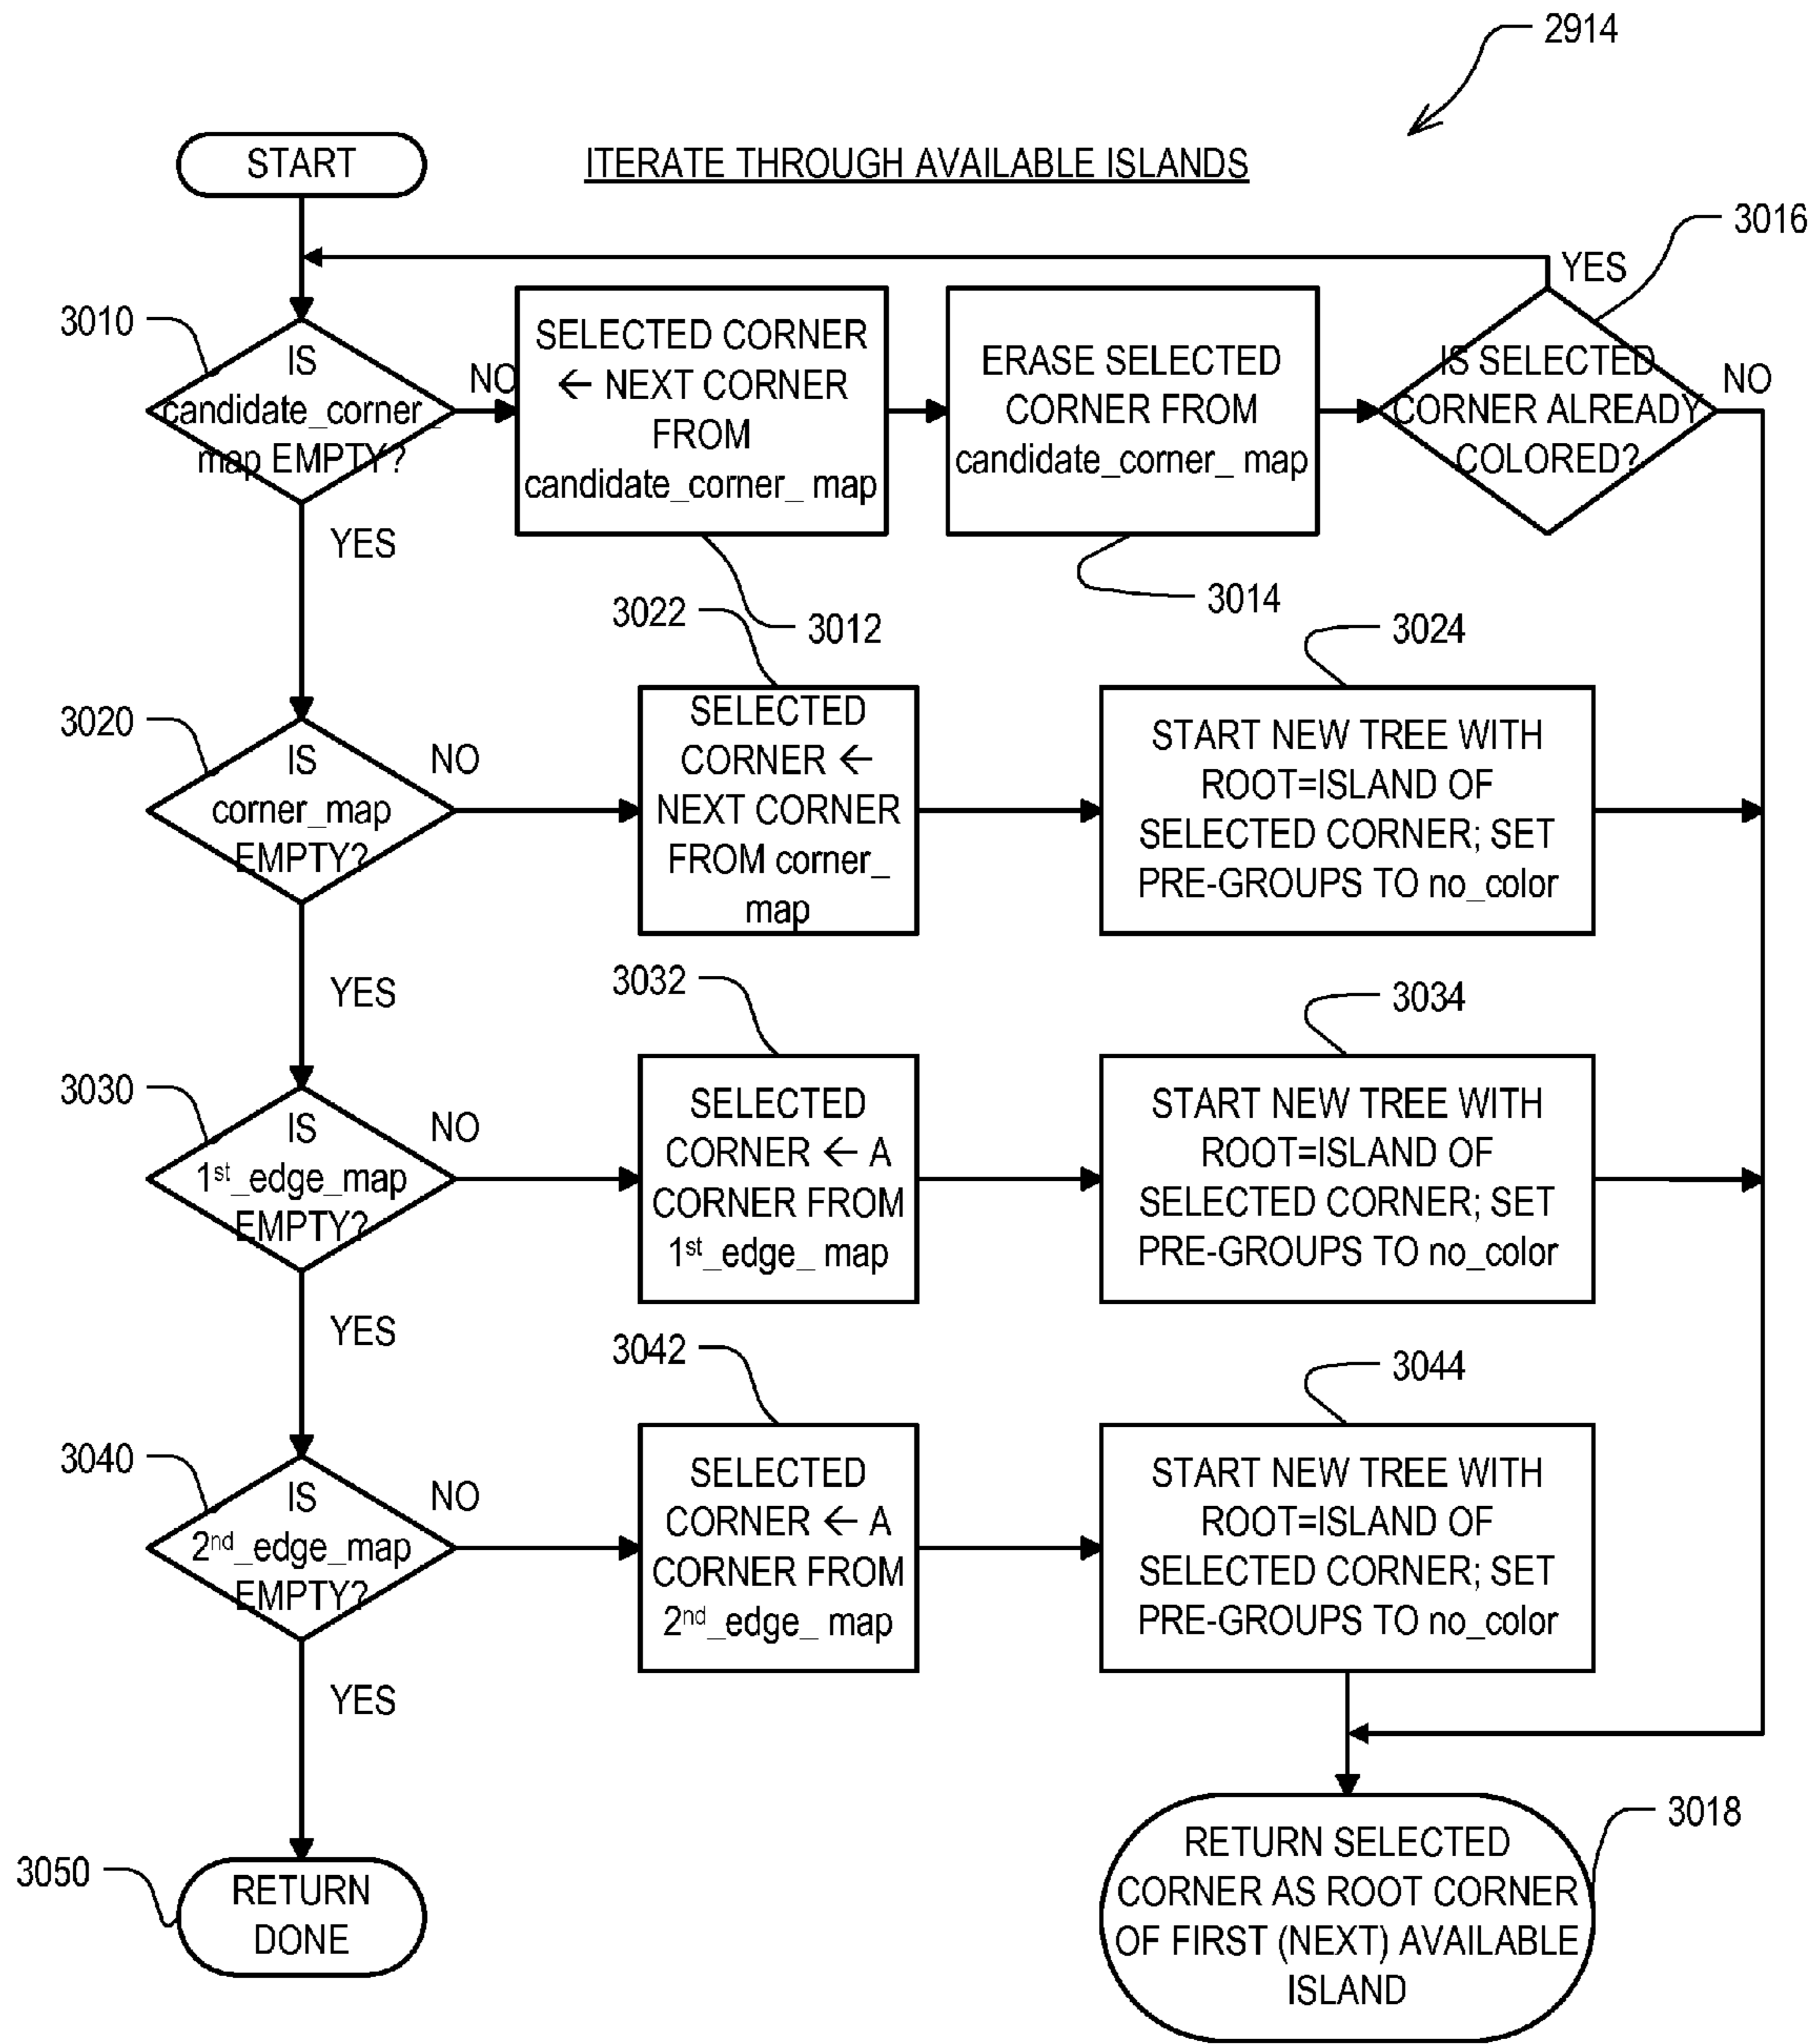 2914
START
ITERATE THROUGH AVAILABLE ISLANDS
3016
YES
3010
IS
candidate_corner_
map EMPTY?
NO
SELECTED CORNER
← NEXT CORNER
FROM
candidate_corner_ map
ERASE SELECTED
CORNER FROM
candidate_corner_ map
IS SELECTED
CORNER ALREADY
COLORED?
NO
YES
3012
3014
3022
3024
3020
IS
corner_map
EMPTY?
NO
SELECTED
CORNER ←
NEXT CORNER
FROM corner_
map
START NEW TREE WITH
ROOT=ISLAND OF
SELECTED CORNER; SET
PRE-GROUPS TO no_color
YES
3032
3034
3030
IS
1st_edge_map
EMPTY?
NO
SELECTED
CORNER ← A
CORNER FROM
1st_edge_ map
START NEW TREE WITH
ROOT=ISLAND OF
SELECTED CORNER; SET
PRE-GROUPS TO no_color
YES
3042
3044
3040
IS
2nd_edge_map
EMPTY?
NO
SELECTED
CORNER ← A
CORNER FROM
2nd_edge_ map
START NEW TREE WITH
ROOT=ISLAND OF
SELECTED CORNER; SET
PRE-GROUPS TO no_color
YES
3050
RETURN
DONE
3018
RETURN SELECTED
CORNER AS ROOT CORNER
OF FIRST (NEXT) AVAILABLE
ISLAND